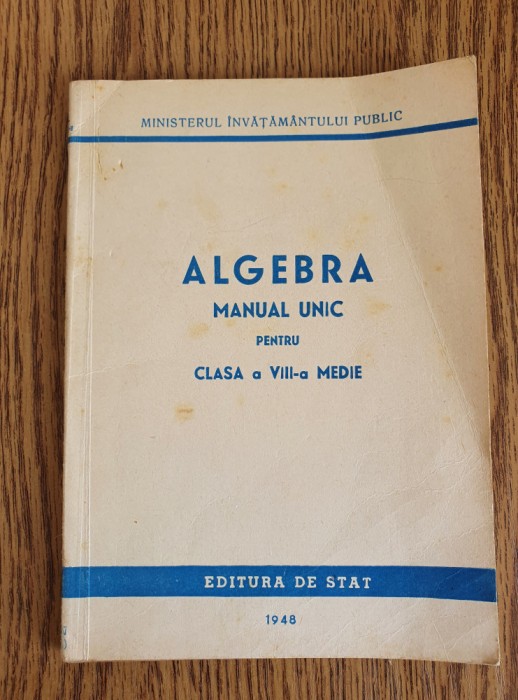 MINISTERUL ÎNVĂȚĂMÂNTULUI PUBLIC
ALGEBRA
MANUAL UNIC
PENTRU
CLASA a VIII-a MEDIE
EDITURA DE STAT
1948